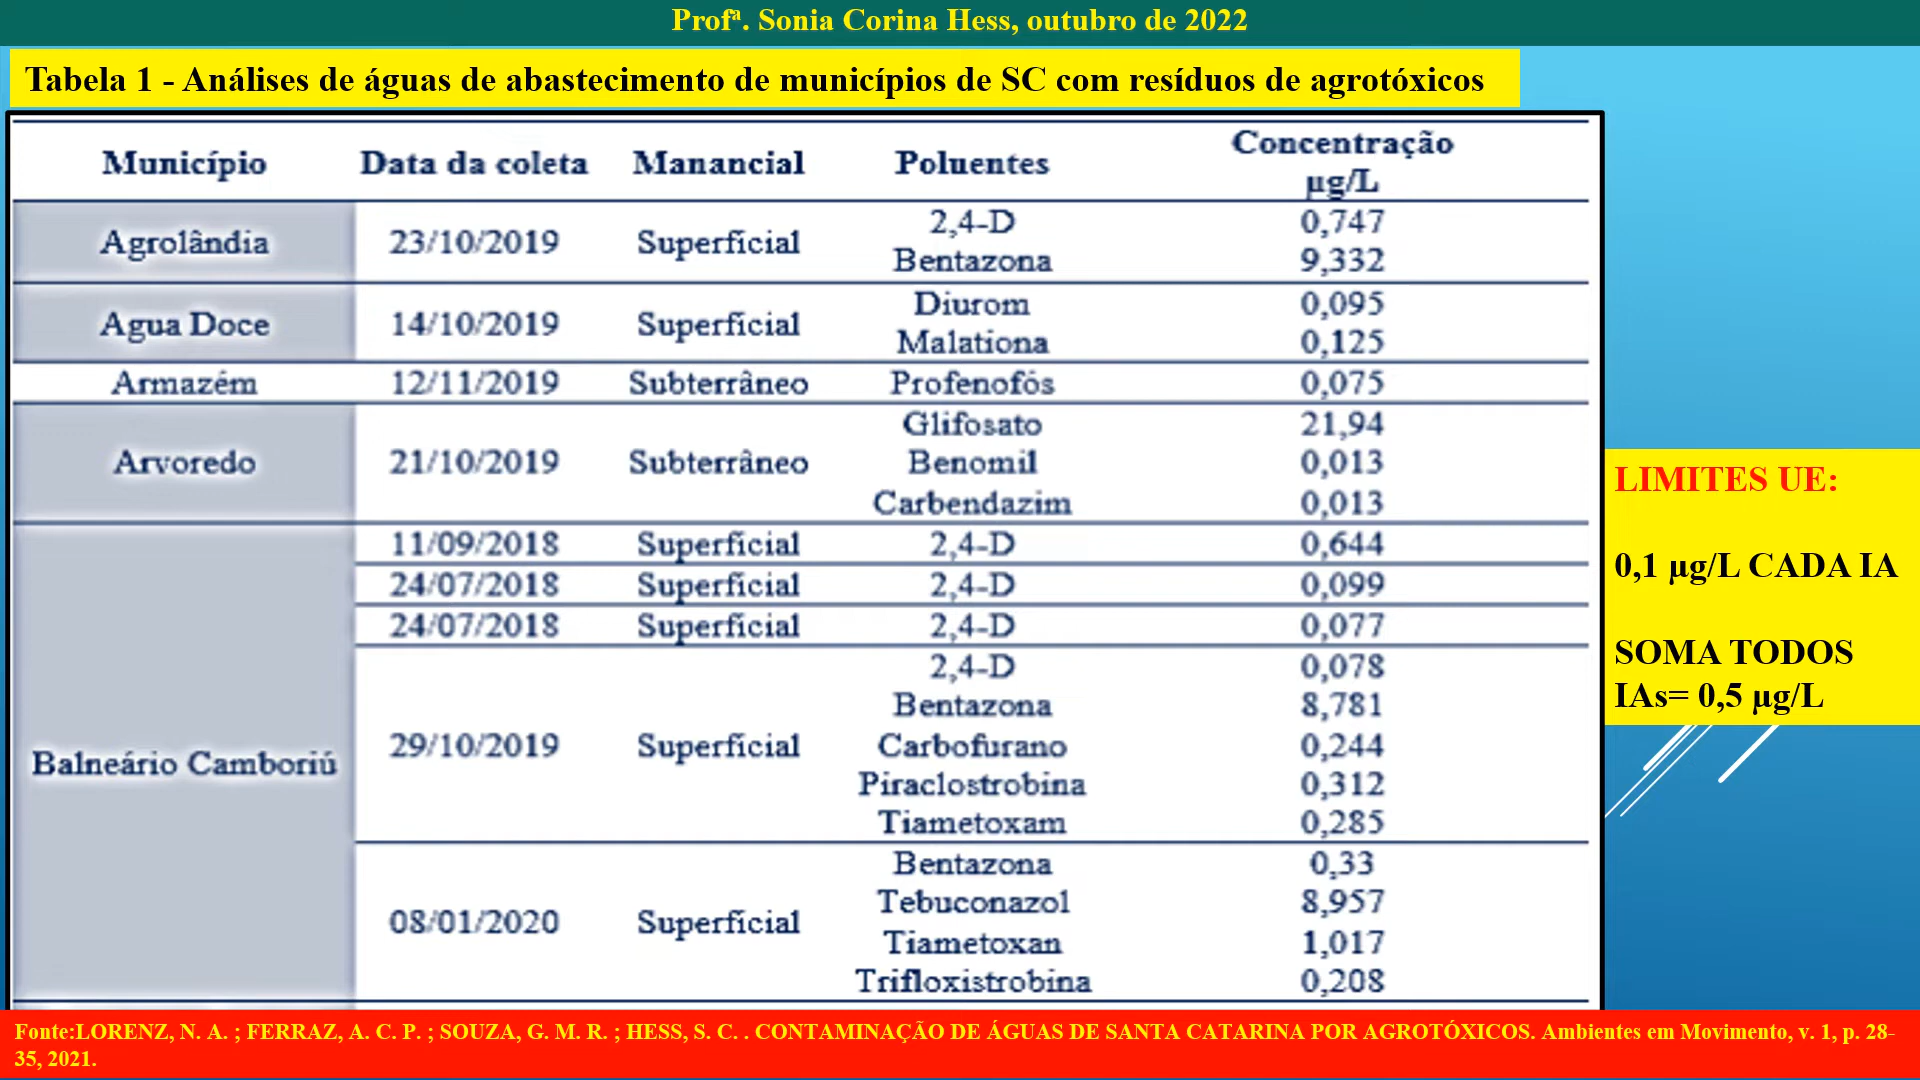 Profª. Sonia Corina Hess, outubro de 2022
Tabela 1 - Análises de águas de abastecimento de municípios de SC com resíduos de agrotóxicos
Município Data da coleta Manancial Poluentes Concentração µg/L
Agrolândia 23/10/2019 Superfícial 2,4-D 0,747
Bentazona 9,332
Agua Doce 14/10/2019 Superfícial Diurom 0,095
Malationa 0,125
Armazém 12/11/2019 Subterrâneo Profenofós 0,075
Arvoredo 21/10/2019 Subterrâneo Glifosato 21,94
Benomil 0,013
Carbendazim 0,013
Balneário Camboriú 11/09/2018 Superfícial 2,4-D 0,644
24/07/2018 Superfícial 2,4-D 0,099
24/07/2018 Superfícial 2,4-D 0,077
29/10/2019 Superfícial 2,4-D 0,078
Bentazona 8,781
Carbofurano 0,244
Piraclostrobina 0,312
Tiametoxam 0,285
08/01/2020 Superfícial Bentazona 0,33
Tebuconazol 8,957
Tiametoxan 1,017
Trifloxistrobina 0,208
LIMITES UE:
0,1 µg/L CADA IA
SOMA TODOS
IAs= 0,5 µg/L
Fonte:LORENZ, N. A. ; FERRAZ, A. C. P. ; SOUZA, G. M. R. ; HESS, S. C. . CONTAMINAÇÃO DE ÁGUAS DE SANTA CATARINA POR AGROTÓXICOS. Ambientes em Movimento, v. 1, p. 28-
35, 2021.